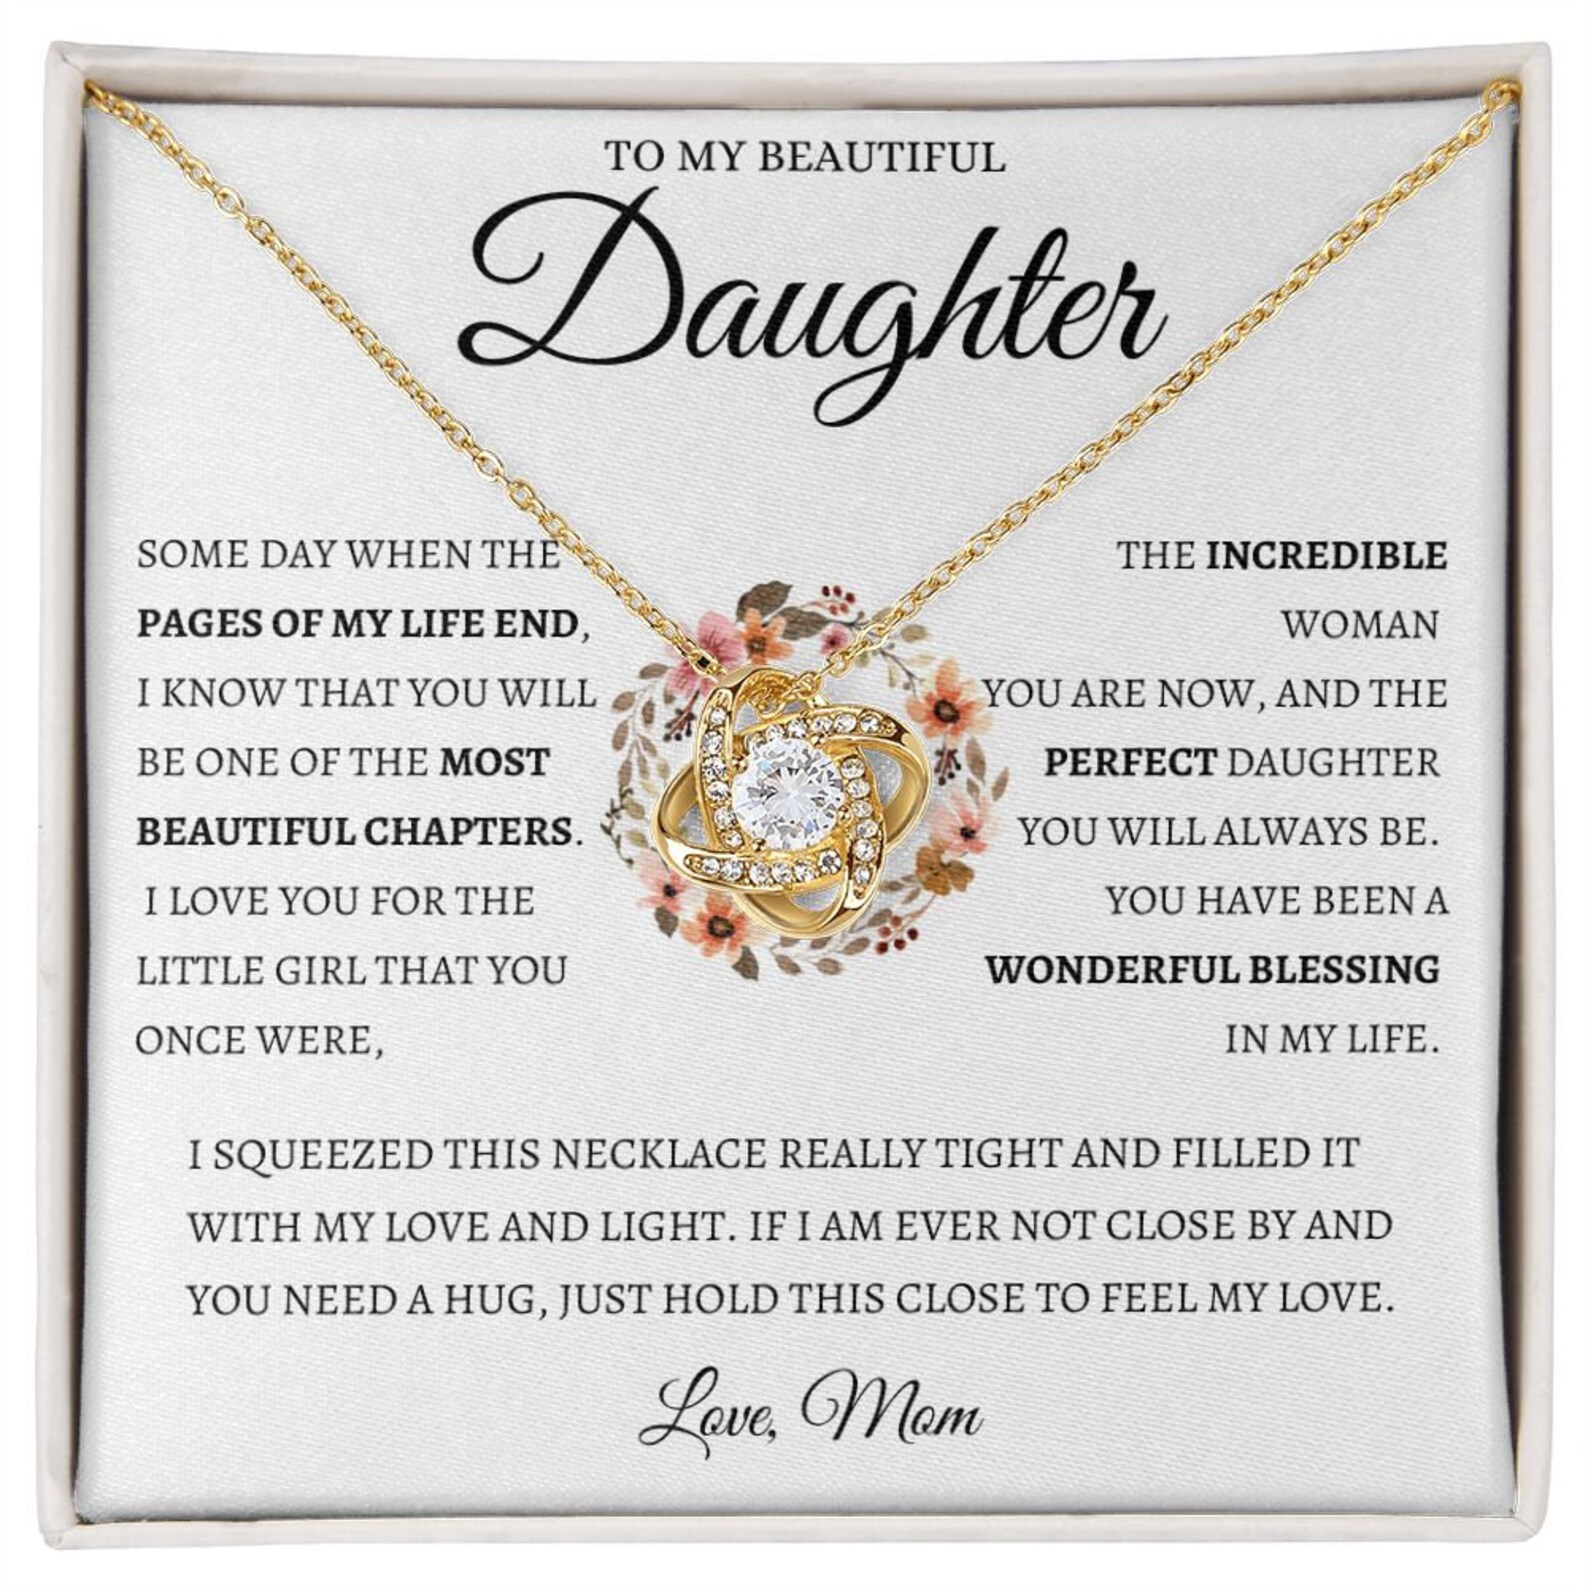 TO MY BEAUTIFUL
Daughter
SOME DAY WHEN THE
PAGES OF MY LIFE END,
I KNOW THAT YOU WILL
BE ONE OF THE MOST
BEAUTIFUL CHAPTERS.
I LOVE YOU FOR THE
LITTLE GIRL THAT YOU
ONCE WERE,
THE INCREDIBLE
WOMAN
YOU ARE NOW, AND THE
PERFECT DAUGHTER
YOU WILL ALWAYS BE.
YOU HAVE BEEN A
WONDERFUL BLESSING
IN MY LIFE.
I SQUEEZED THIS NECKLACE REALLY TIGHT AND FILLED IT
WITH MY LOVE AND LIGHT. IF I AM EVER NOT CLOSE BY AND
YOU NEED A HUG, JUST HOLD THIS CLOSE TO FEEL MY LOVE.
Love, Mom